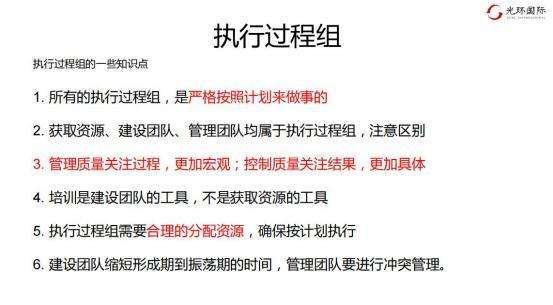 光环国际
执行过程组
执行过程组的一些知识点
1. 所有的执行过程组，是严格按照计划来做事的
2. 获取资源、建设团队、管理团队均属于执行过程组，注意区别
3. 管理质量关注过程，更加宏观；控制质量关注结果，更加具体
4. 培训是建设团队的工具，不是获取资源的工具
5. 执行过程组需要合理的分配资源，确保按计划执行
6. 建设团队缩短形成期到振荡期的时间，管理团队要进行冲突管理。